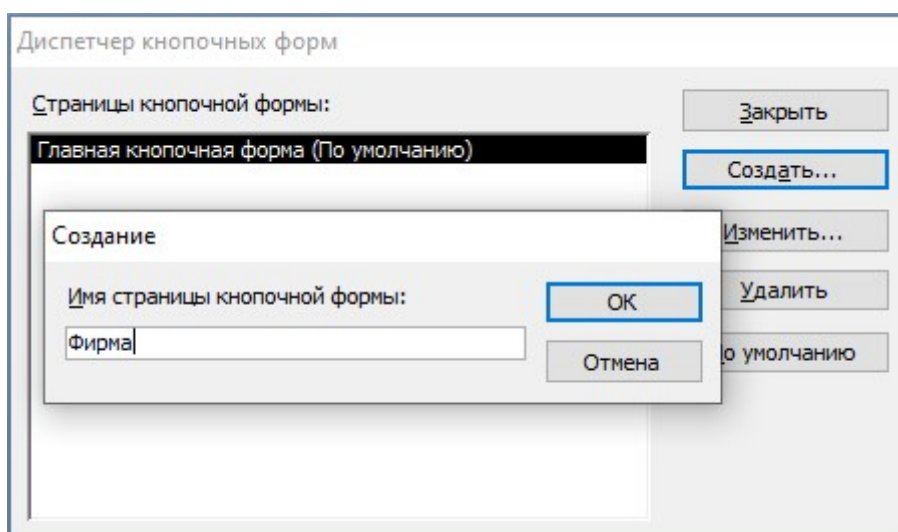 Диспетчер кнопочных форм
Страницы кнопочной формы:
Закрыть
Главная кнопочная форма (По умолчанию)
Создать...
Создание
Изменить...
Имя страницы кнопочной формы:
ОК
Удалить
Фирма
Отмена
о умолчанию